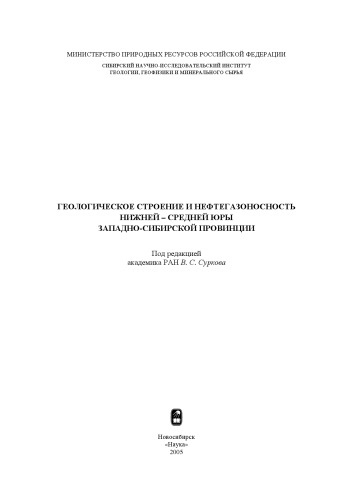 МИНИСТЕРСТВО ПРИРОДНЫХ РЕСУРСОВ РОССИЙСКОЙ ФЕДЕРАЦИИ
СИБИРСКИЙ НАУЧНО-ИССЛЕДОВАТЕЛЬСКИЙ ИНСТИТУТ
ГЕОЛОГИИ, ГЕОФИЗИКИ И МИНЕРАЛЬНОГО СЫРЬЯ
ГЕОЛОГИЧЕСКОЕ СТРОЕНИЕ И НЕФТЕГАЗОНОСНОСТЬ
НИЖНЕЙ – СРЕДНЕЙ ЮРЫ
ЗАПАДНО-СИБИРСКОЙ ПРОВИНЦИИ
Под редакцией
академика РАН В. С. Суркова
Новосибирск
«Наука»
2005